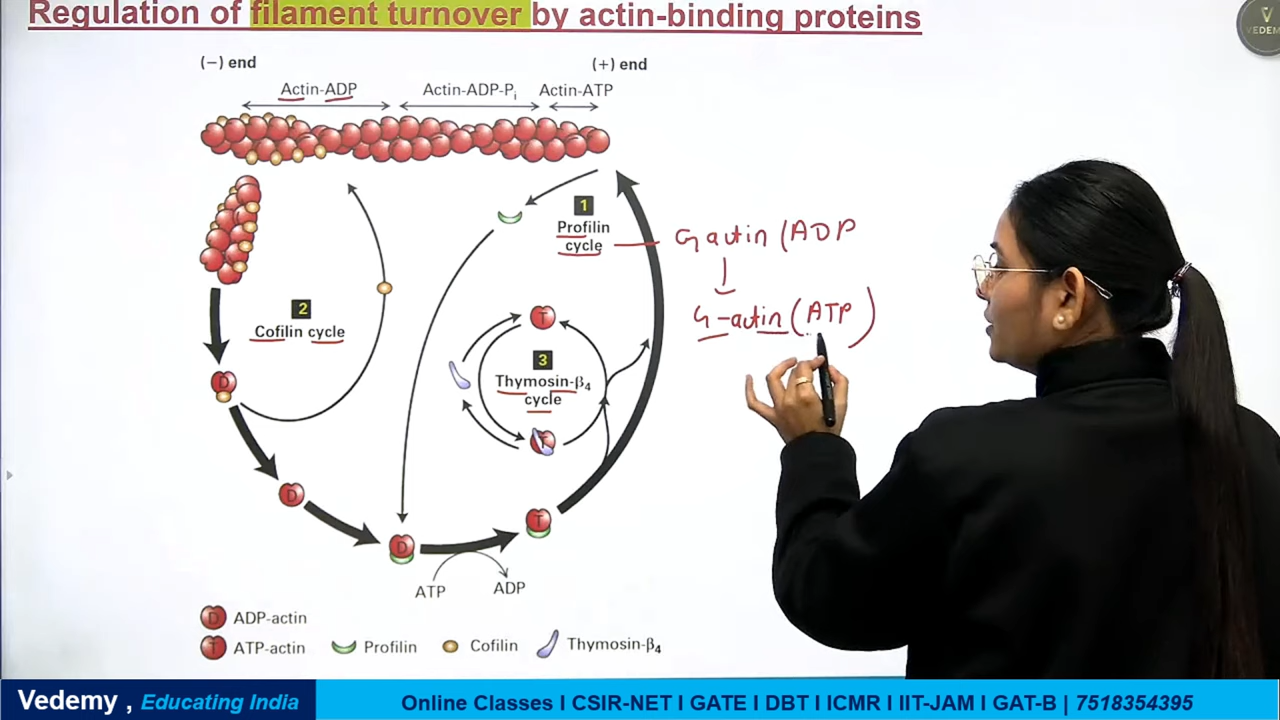 Regulation of filament turnover by actin-binding proteins
V
VEDEM
(−) end
(+) end
Actin-ADP
Actin-ADP-Pi
Actin-ATP
1
Profilin
cycle
G actin (ADP
G-actin (ATP)
2
Cofilin cycle
T
3
Thymosin-β4
cycle
T
D
D
T
D
ATP
ADP
D ADP-actin
T ATP-actin
Profilin
Cofilin
Thymosin-β4
Vedemy , Educating India
Online Classes I CSIR-NET I GATE I DBT I ICMR I IIT-JAM I GAT-B | 7518354395